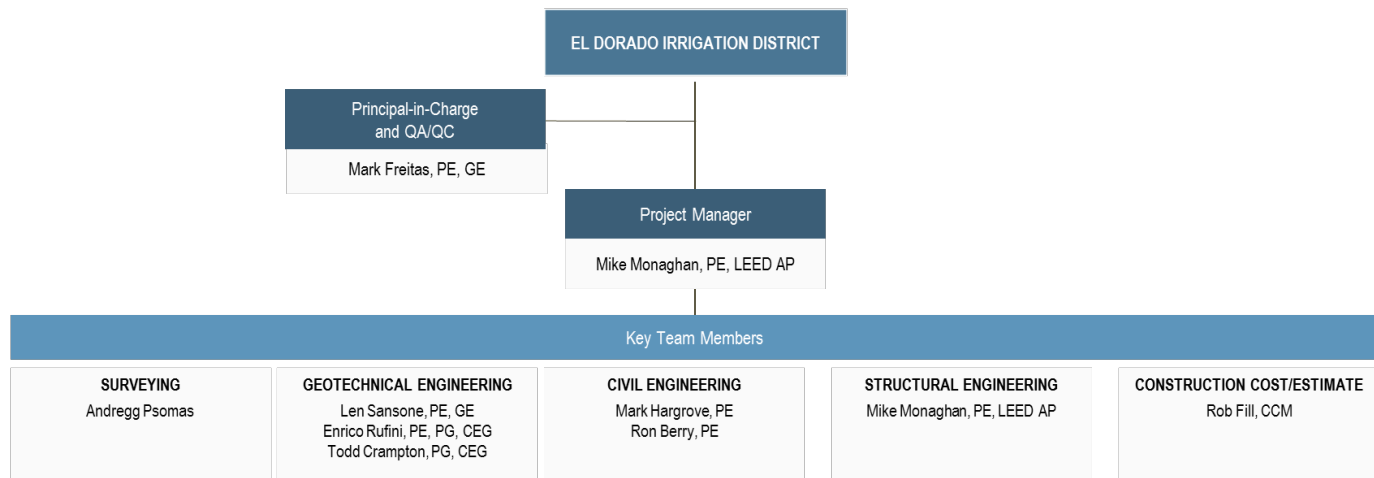 EL DORADO IRRIGATION DISTRICT
Principal-in-Charge
and QA/QC
Mark Freitas, PE, GE
Project Manager
Mike Monaghan, PE, LEED AP
Key Team Members
SURVEYING
Andregg Psomas
GEOTECHNICAL ENGINEERING
Len Sansone, PE, GE
Enrico Rufini, PE, PG, CEG
Todd Crampton, PG, CEG
CIVIL ENGINEERING
Mark Hargrove, PE
Ron Berry, PE
STRUCTURAL ENGINEERING
Mike Monaghan, PE, LEED AP
CONSTRUCTION COST/ESTIMATE
Rob Fill, CCM